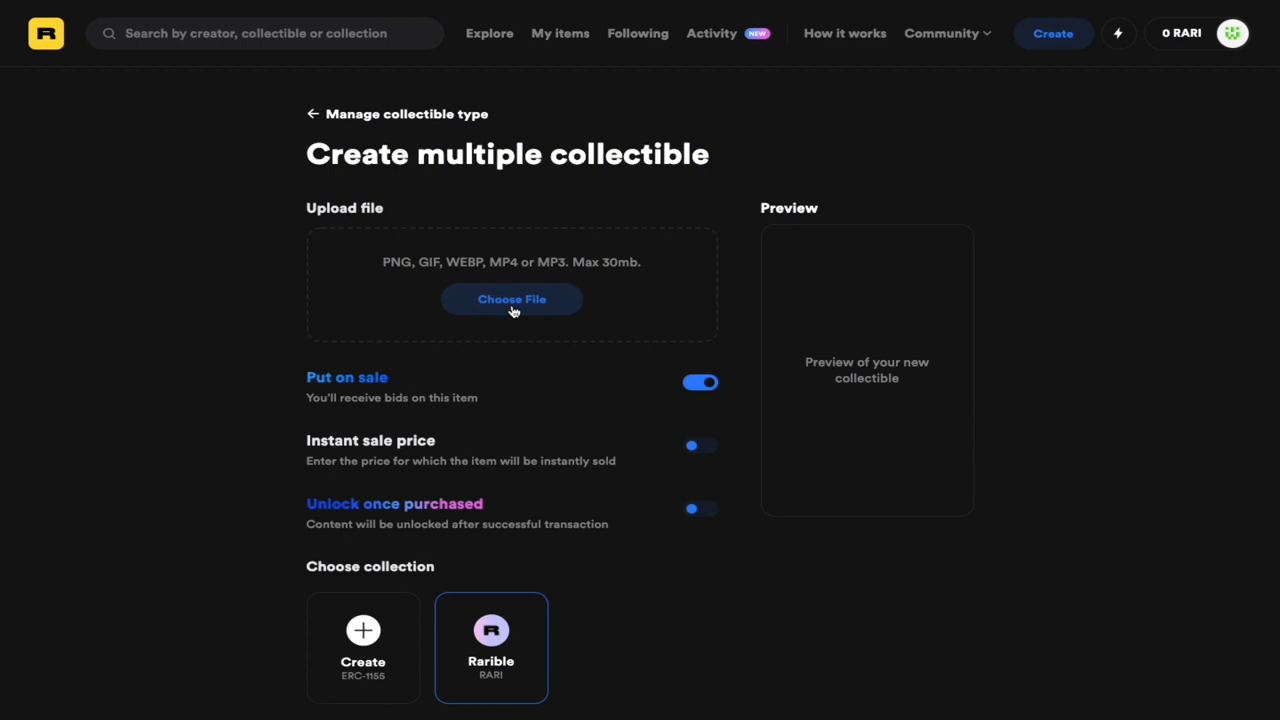 R
Search by creator, collectible or collection
Explore
My items
Following
Activity NEW
How it works
Community
Create
0 RARI
← Manage collectible type
Create multiple collectible
Upload file
PNG, GIF, WEBP, MP4 or MP3. Max 30mb.
Choose File
Preview
Preview of your new
collectible
Put on sale
You'll receive bids on this item
Instant sale price
Enter the price for which the item will be instantly sold
Unlock once purchased
Content will be unlocked after successful transaction
Choose collection
Create
ERC-1155
R
Rarible
RARI